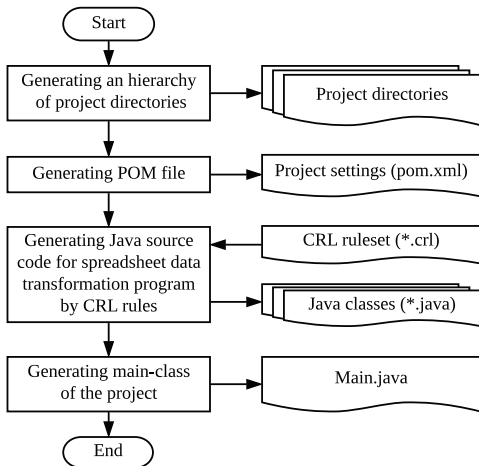 Start
Generating an hierarchy
of project directories
Project directories
Generating POM file
Project settings (pom.xml)
Generating Java source
code for spreadsheet data
transformation program
by CRL rules
CRL ruleset (*.crl)
Java classes (*.java)
Generating main-class
of the project
Main.java
End